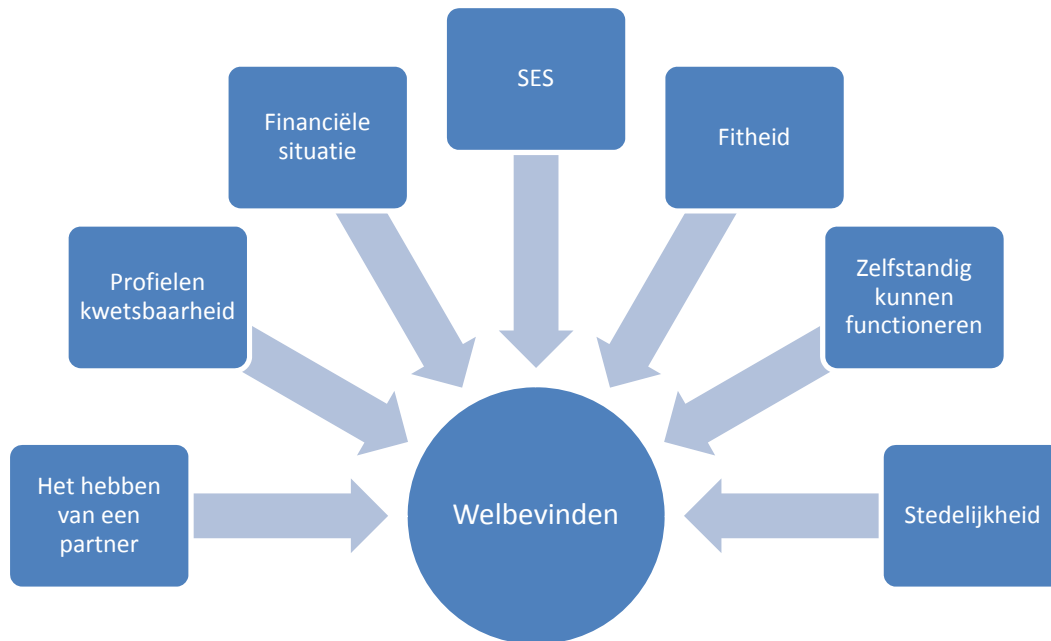 SES
Financiële
situatie
Fitheid
Profielen
kwetsbaarheid
Zelfstandig
kunnen
functioneren
Het hebben
van een
partner
Welbevinden
Stedelijkheid